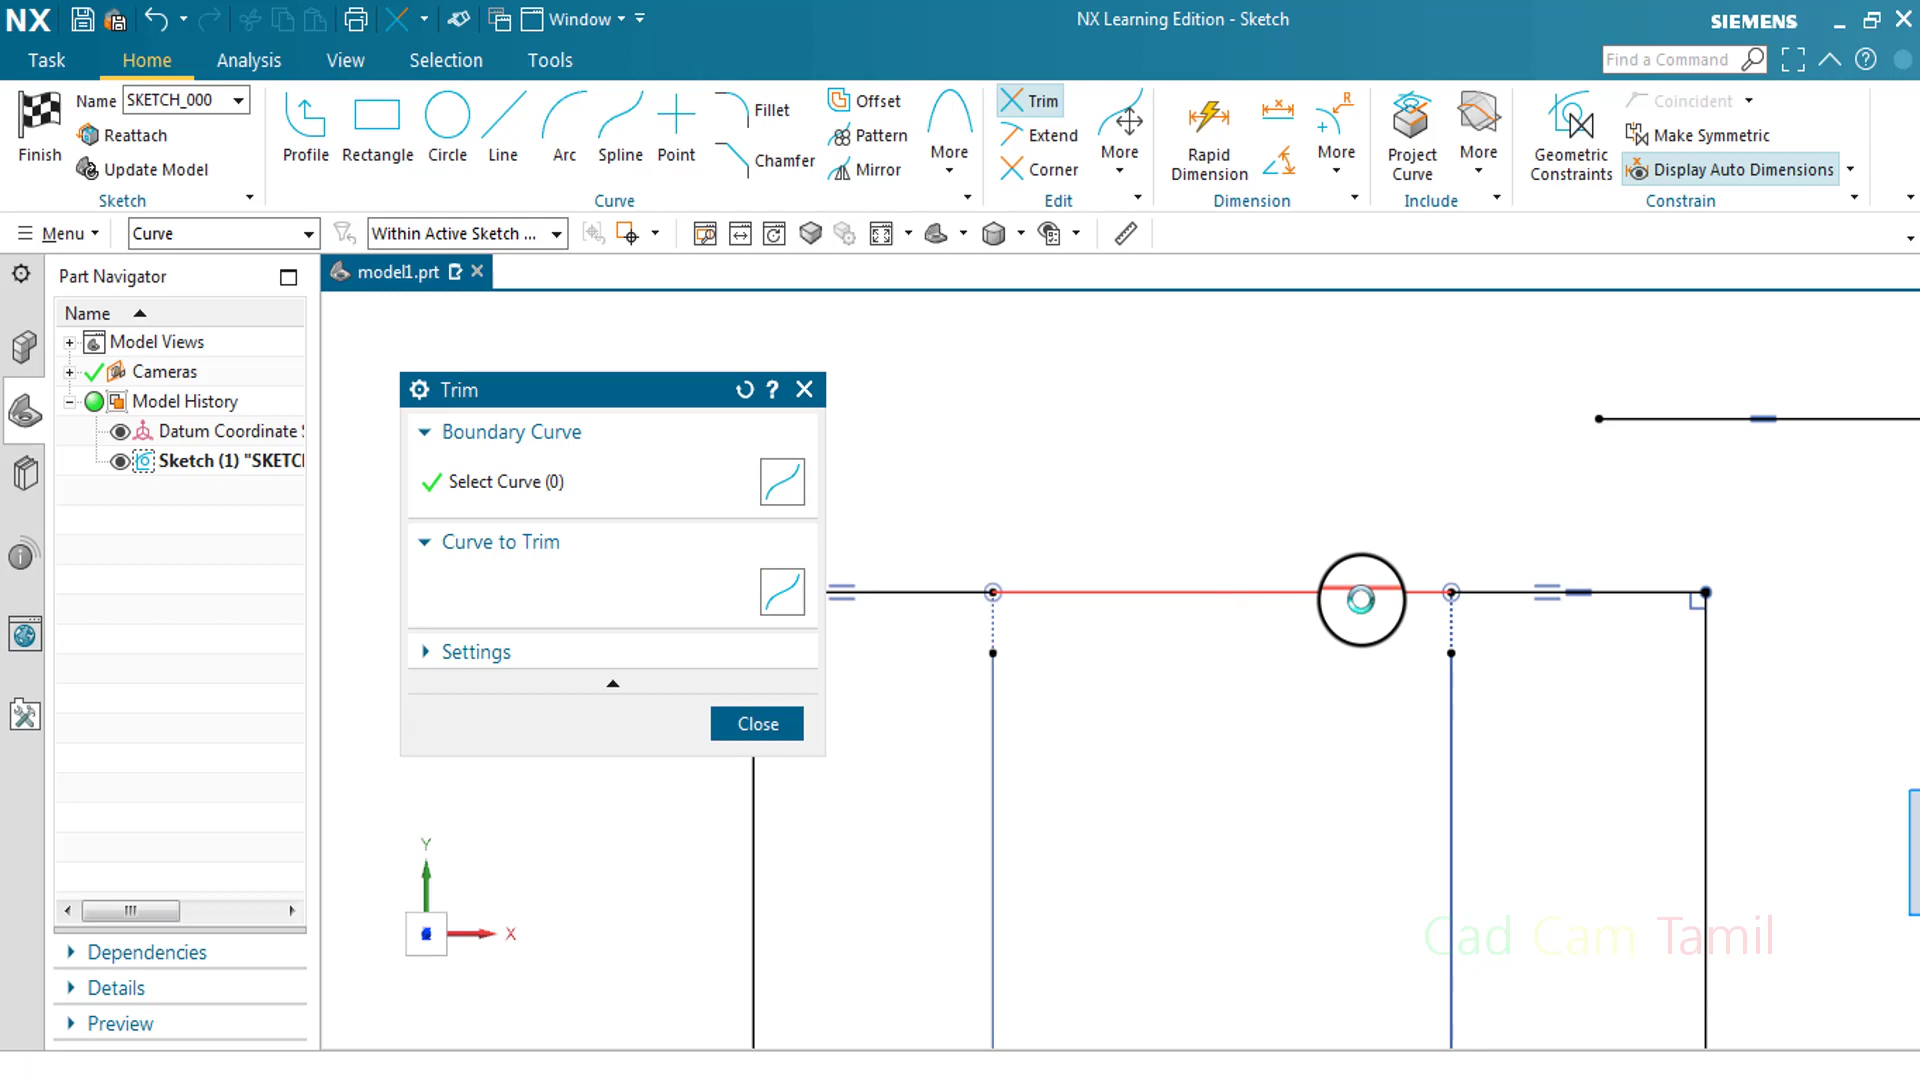 NX
Window
NX Learning Edition - Sketch
SIEMENS
Task
Home
Analysis
View
Selection
Tools
Find a Command
Finish
Name SKETCH_000
Reattach
Update Model
Sketch
Profile
Rectangle
Circle
Line
Arc
Spline
Point
Fillet
Chamfer
Offset
Pattern
Mirror
More
Curve
Trim
Extend
Corner
More
Edit
Rapid Dimension
More
Dimension
Project Curve
More
Include
Geometric Constraints
Coincident
Make Symmetric
Display Auto Dimensions
Constrain
Menu
Curve
Within Active Sketch ...
Part Navigator
model1.prt
Name
Model Views
Cameras
Model History
Datum Coordinate
Sketch (1) "SKETC
Trim
Boundary Curve
Select Curve (0)
Curve to Trim
Settings
Close
Y
X
Cad Cam Tamil
Dependencies
Details
Preview